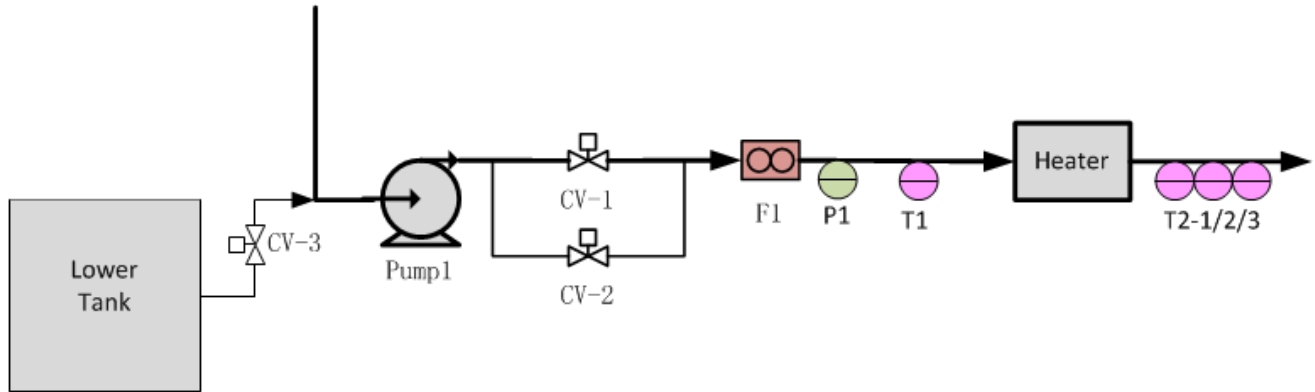 Lower
Tank
CV-3
Pump1
CV-1
CV-2
F1
P1
T1
Heater
T2-1/2/3